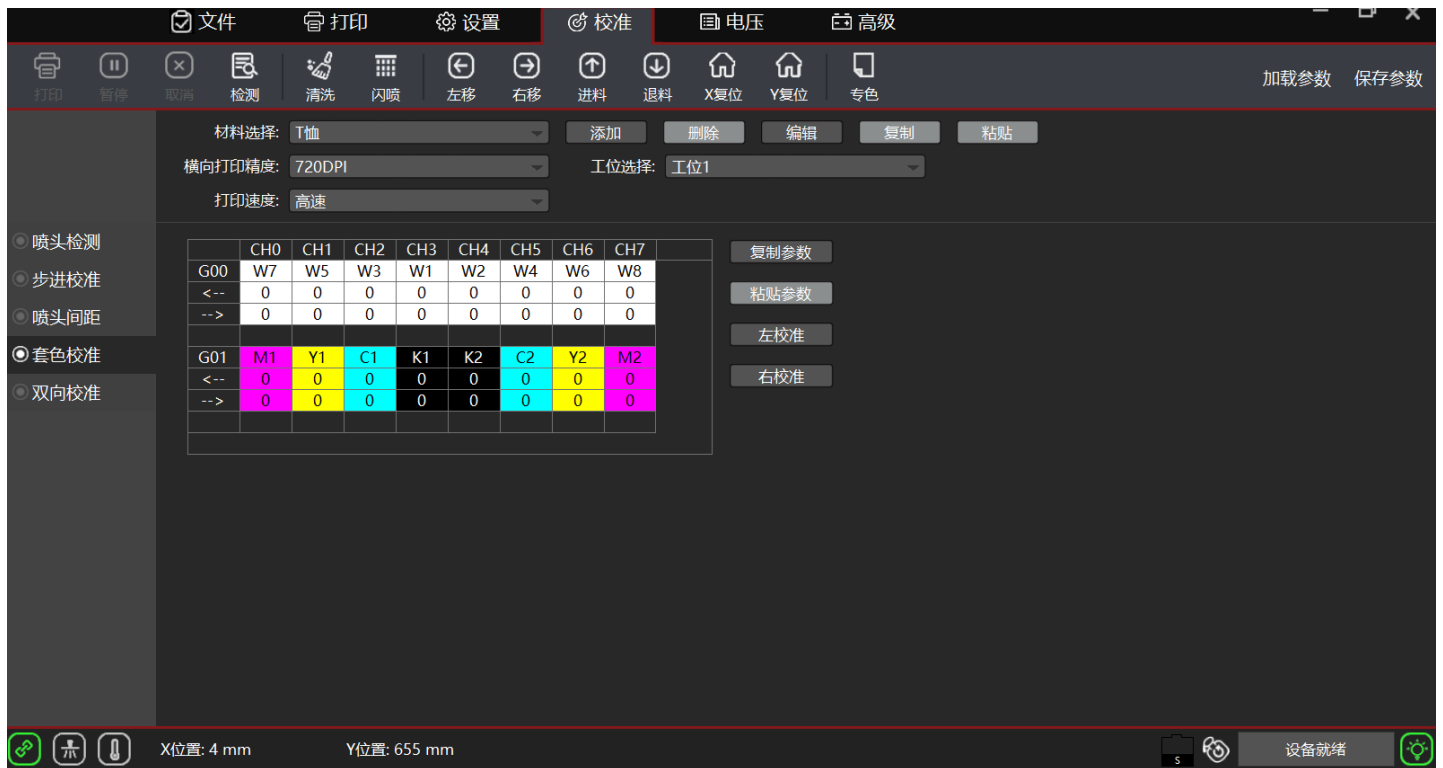 文件 打印 设置 校准 电压 高级
打印 暂停 取消 检测 清洗 闪喷 左移 右移 进料 退料 X复位 Y复位 专色 加载参数 保存参数
材料选择: T恤 添加 删除 编辑 复制 粘贴
横向打印精度: 720DPI 工位选择: 工位1
打印速度: 高速
喷头检测
步进校准
喷头间距
套色校准
双向校准
CH0 CH1 CH2 CH3 CH4 CH5 CH6 CH7
G00 W7 W5 W3 W1 W2 W4 W6 W8
<-- 0 0 0 0 0 0 0 0
--> 0 0 0 0 0 0 0 0
G01 M1 Y1 C1 K1 K2 C2 Y2 M2
<-- 0 0 0 0 0 0 0 0
--> 0 0 0 0 0 0 0 0
复制参数
粘贴参数
左校准
右校准
X位置: 4 mm Y位置: 655 mm S 设备就绪